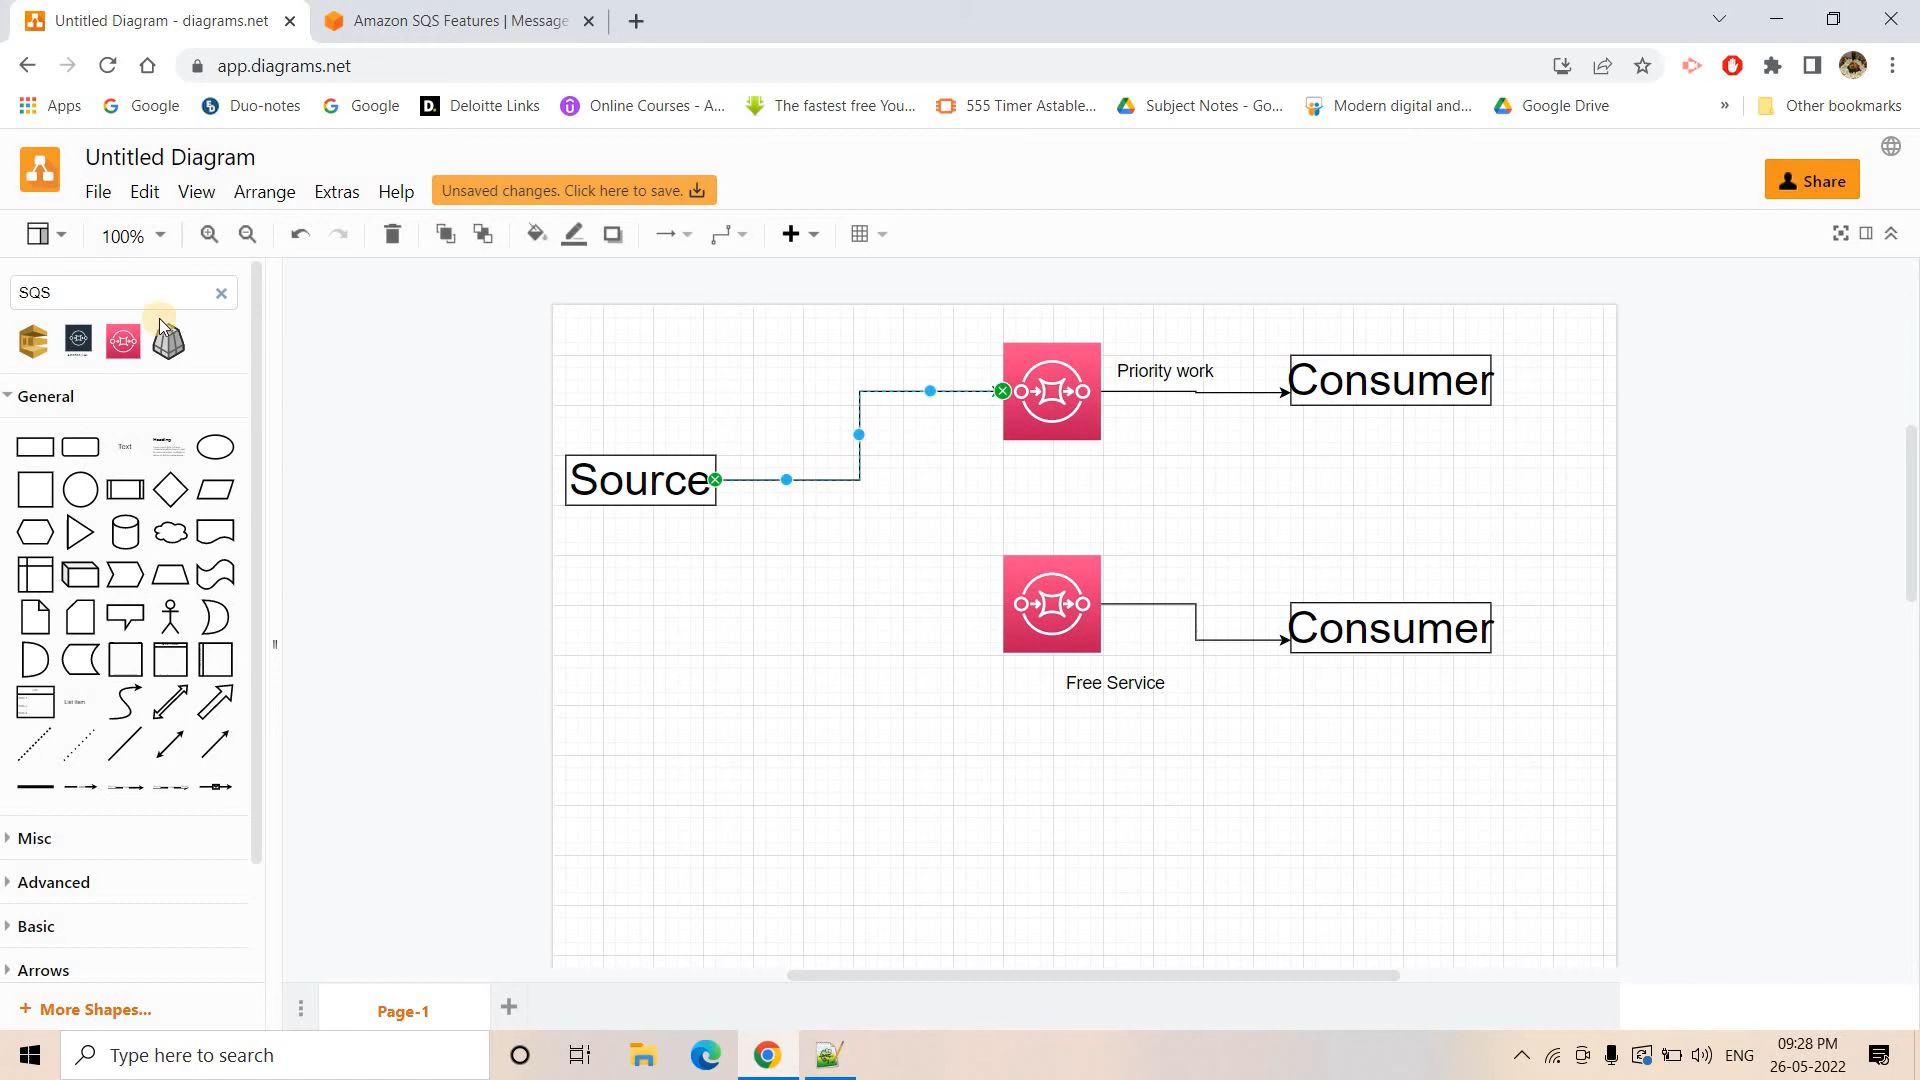 Untitled Diagram - diagrams.net
Amazon SQS Features | Message
app.diagrams.net
Apps
Google
Duo-notes
Google
D. Deloitte Links
Online Courses - A...
The fastest free You...
555 Timer Astable...
Subject Notes - Go...
Modern digital and...
Google Drive
»
Other bookmarks
Untitled Diagram
File Edit View Arrange Extras Help
Unsaved changes. Click here to save.
Share
100%
SQS
General
Text
Heading
List Item
Misc
Advanced
Basic
Arrows
+ More Shapes...
Source
Priority work
Consumer
Consumer
Free Service
Page-1
Type here to search
ENG
09:28 PM
26-05-2022